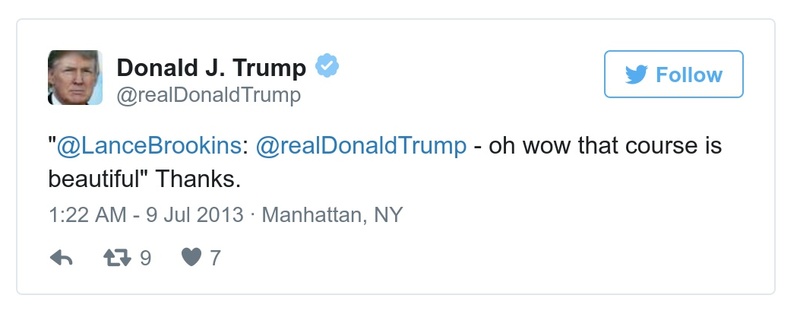 Donald J. Trump
@realDonaldTrump
Follow
"@LanceBrookins: @realDonaldTrump - oh wow that course is
beautiful" Thanks.
1:22 AM - 9 Jul 2013 · Manhattan, NY
9 7